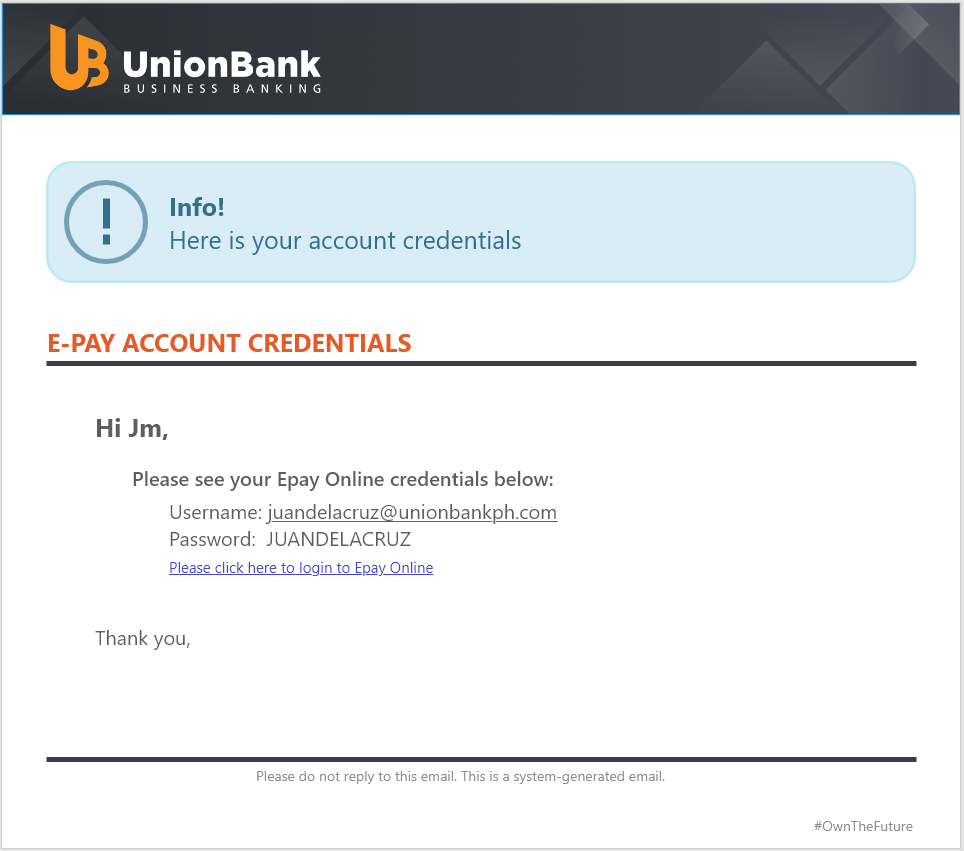 UB UnionBank
BUSINESS BANKING
Info!
Here is your account credentials
E-PAY ACCOUNT CREDENTIALS
Hi Jm,
Please see your Epay Online credentials below:
Username: juandelacruz@unionbankph.com
Password: JUANDELACRUZ
Please click here to login to Epay Online
Thank you,
Please do not reply to this email. This is a system-generated email.
#OwnTheFuture